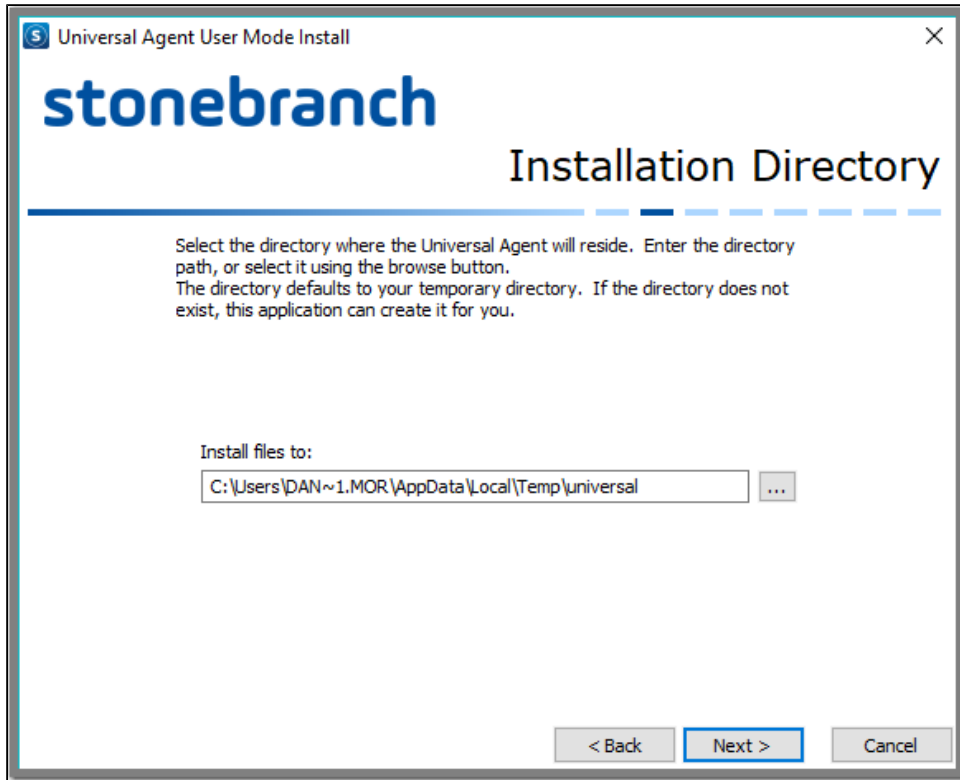 Universal Agent User Mode Install
stonebranch
Installation Directory
Select the directory where the Universal Agent will reside.  Enter the directory
path, or select it using the browse button.
The directory defaults to your temporary directory.  If the directory does not
exist, this application can create it for you.
Install files to:
C:\Users\DAN~1.MOR\AppData\Local\Temp\universal
...
< Back
Next >
Cancel